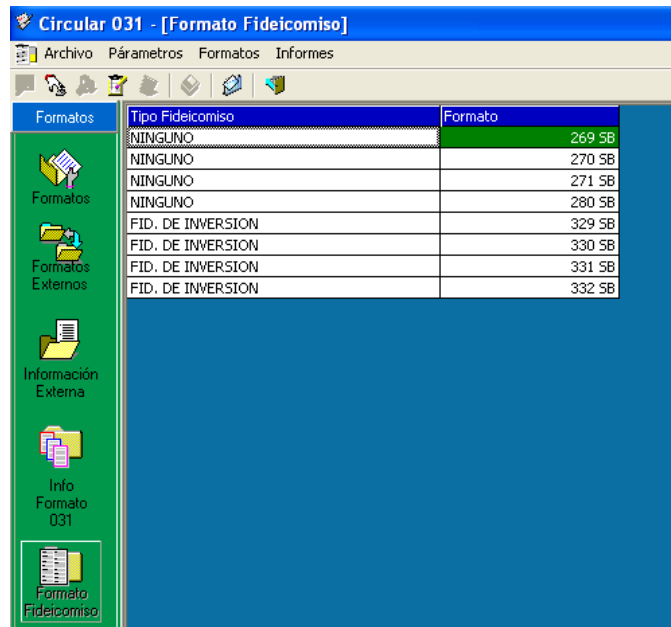 Circular 031 - [Formato Fideicomiso]
Archivo Párametros Formatos Informes
Formatos
Tipo Fideicomiso Formato
NINGUNO 269 SB
NINGUNO 270 SB
NINGUNO 271 SB
NINGUNO 280 SB
FID. DE INVERSION 329 SB
FID. DE INVERSION 330 SB
FID. DE INVERSION 331 SB
FID. DE INVERSION 332 SB
Formatos
Formatos
Externos
Información
Externa
Info
Formato
031
Formato
Fideicomiso